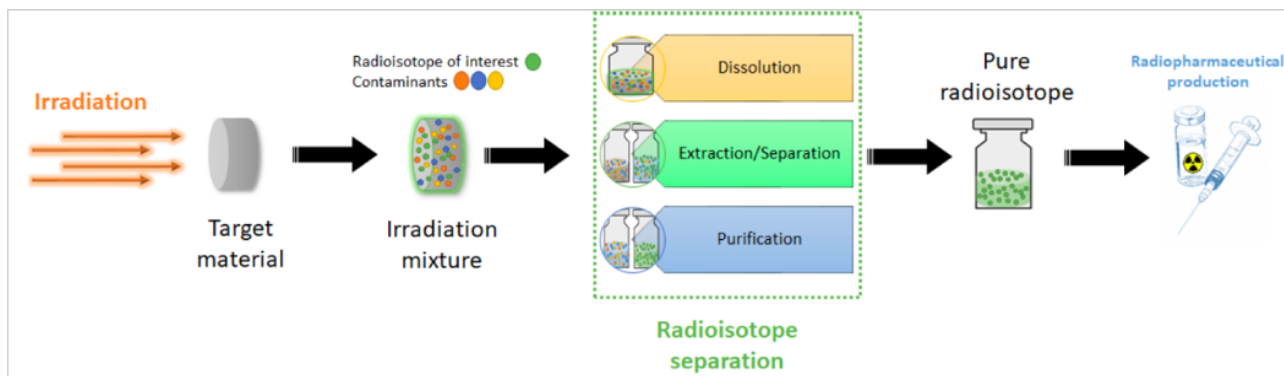 Irradiation
Target
material
Radioisotope of interest
Contaminants
Irradiation
mixture
Dissolution
Extraction/Separation
Purification
Radioisotope
separation
Pure
radioisotope
Radiopharmaceutical
production